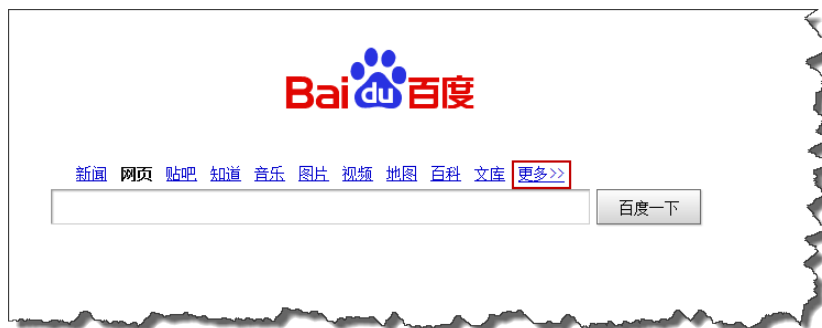 Bai du 百度
新闻 网页 贴吧 知道 音乐 图片 视频 地图 百科 文库 更多>>
百度一下